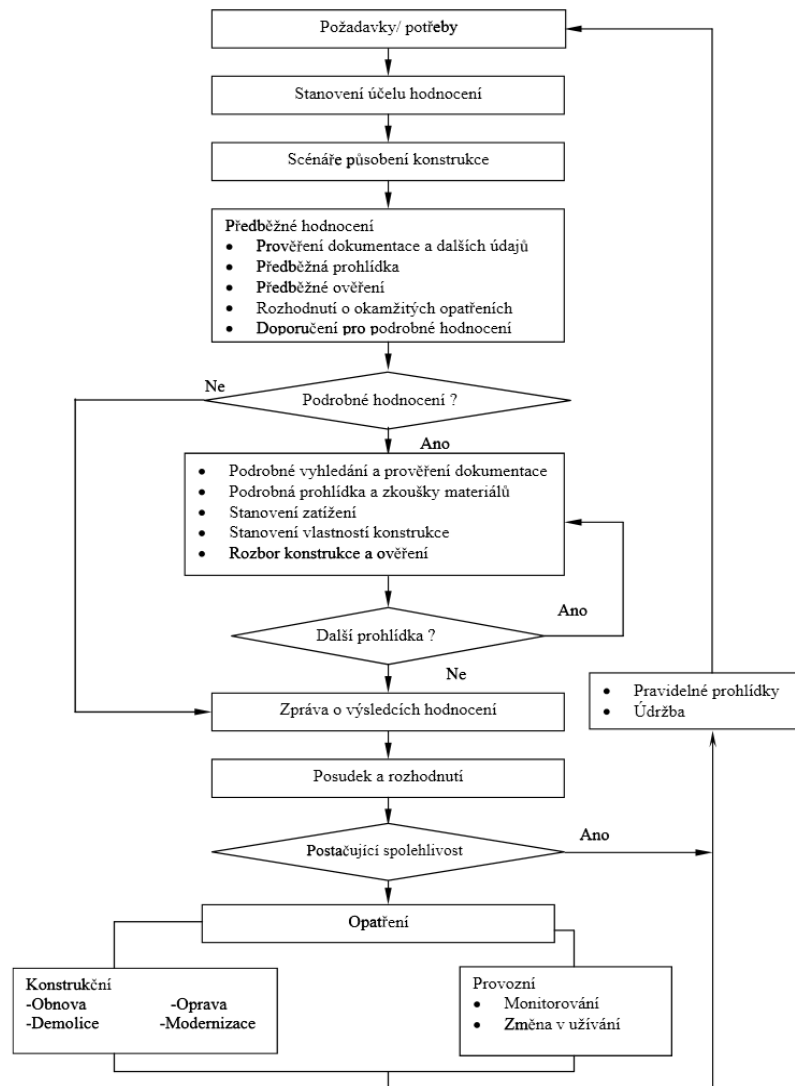 Požadavky/ potřeby
Stanovení účelu hodnocení
Scénáře působení konstrukce
Předběžné hodnocení
• Prověření dokumentace a dalších údajů
• Předběžná prohlídka
• Předběžné ověření
• Rozhodnutí o okamžitých opatřeních
• Doporučení pro podrobné hodnocení
Ne
Podrobné hodnocení ?
Ano
• Podrobné vyhledání a prověření dokumentace
• Podrobná prohlídka a zkoušky materiálů
• Stanovení zatížení
• Stanovení vlastností konstrukce
• Rozbor konstrukce a ověření
Ano
Další prohlídka ?
Ne
• Pravidelné prohlídky
• Údržba
Zpráva o výsledcích hodnocení
Posudek a rozhodnutí
Ano
Postačující spolehlivost
Opatření
Konstrukční
-Obnova -Oprava
-Demolice -Modernizace
Provozní
• Monitorování
• Změna v užívání